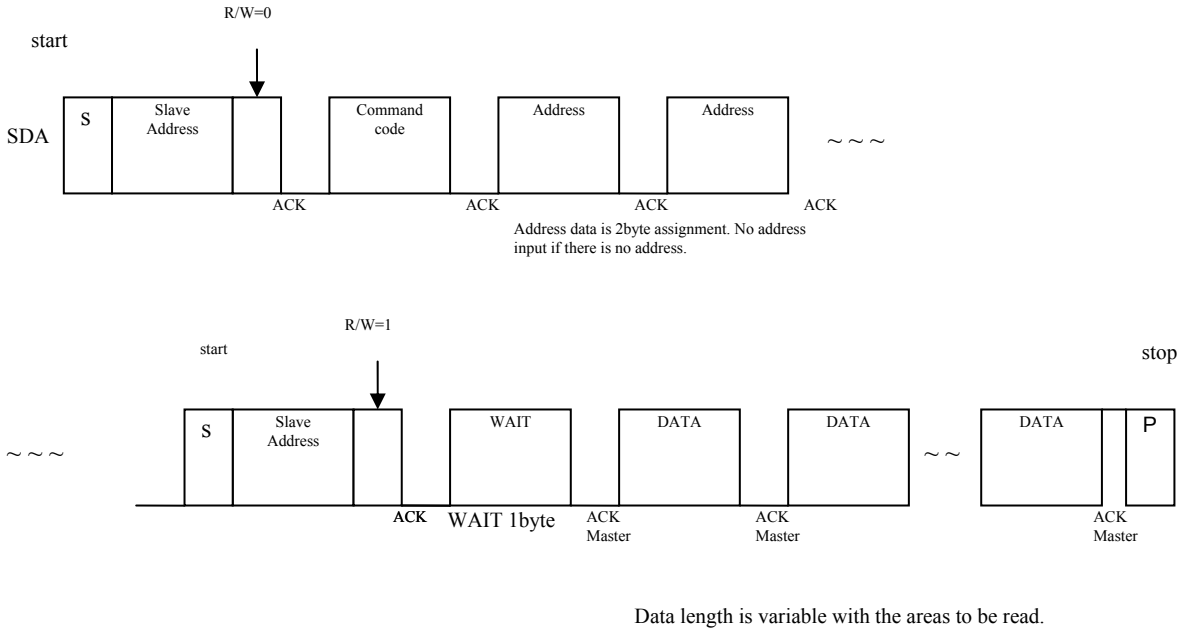 R/W=0
start
SDA
S
Slave
Address
Command
code
Address
Address
~ ~ ~
ACK
ACK
ACK
ACK
Address data is 2byte assignment. No address
input if there is no address.
R/W=1
start
stop
~ ~ ~
S
Slave
Address
WAIT
DATA
DATA
~ ~
DATA
P
ACK
WAIT 1byte
ACK
Master
ACK
Master
ACK
Master
Data length is variable with the areas to be read.